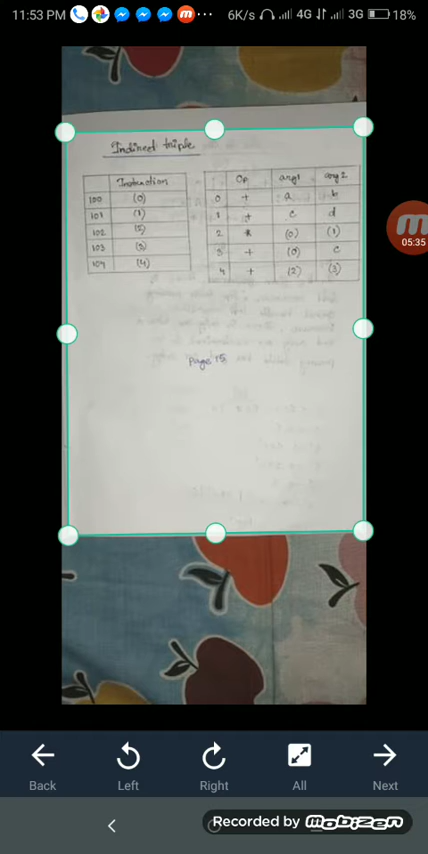 11:53 PM 6K/s 4G 3G 18%
Indired triple
Instruction
100 (0)
101 (1)
102 (2)
103 (3)
104 (4)
Op arg1 arg2
0 + a b
1 + c d
2 * (0) (1)
3 + (0) c
4 + (2) (3)
05:35
page 15
Back Left Right All Next
Recorded by mobizen